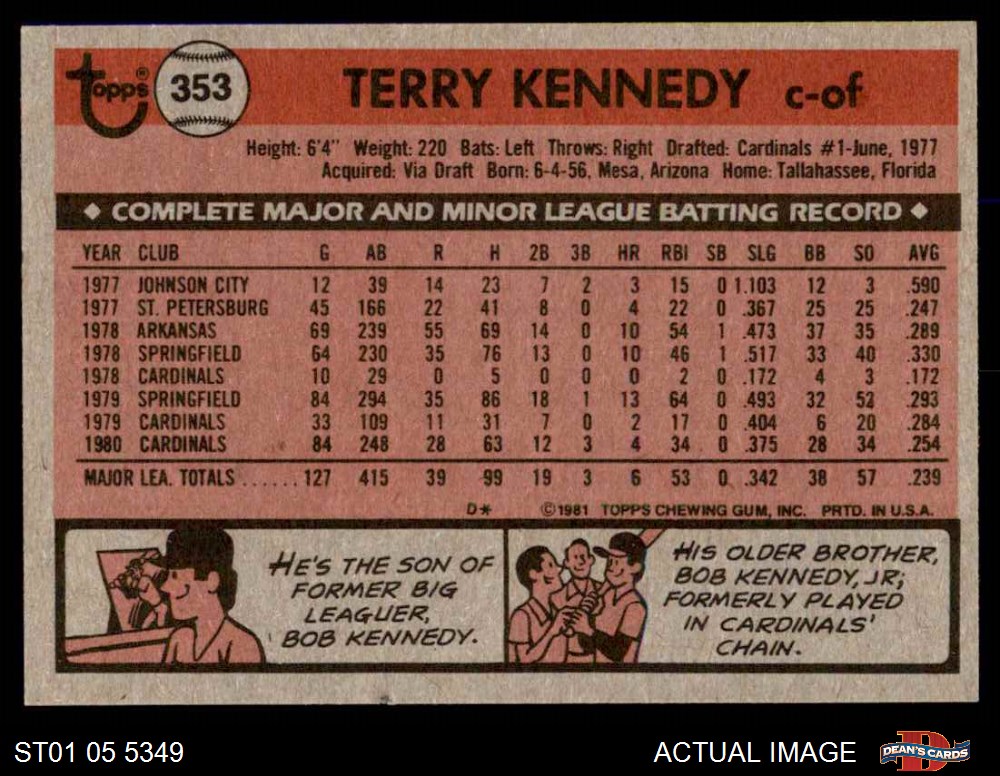 topps® 353 TERRY KENNEDY c-of
Height: 6'4" Weight: 220 Bats: Left Throws: Right Drafted: Cardinals #1-June, 1977
Acquired: Via Draft Born: 6-4-56, Mesa, Arizona Home: Tallahassee, Florida
◆ COMPLETE MAJOR AND MINOR LEAGUE BATTING RECORD ◆
YEAR CLUB G AB R H 2B 3B HR RBI SB SLG BB SO AVG
1977 JOHNSON CITY 12 39 14 23 7 2 3 15 0 1.103 12 3 .590
1977 ST. PETERSBURG 45 166 22 41 8 0 4 22 0 .367 25 25 .247
1978 ARKANSAS 69 239 55 69 14 0 10 54 1 .473 37 35 .289
1978 SPRINGFIELD 64 230 35 76 13 0 10 46 1 .517 33 40 .330
1978 CARDINALS 10 29 0 5 0 0 0 2 0 .172 4 3 .172
1979 SPRINGFIELD 84 294 35 86 18 1 13 64 0 .493 32 52 .293
1979 CARDINALS 33 109 11 31 7 0 2 17 0 .404 6 20 .284
1980 CARDINALS 84 248 28 63 12 3 4 34 0 .375 28 34 .254
MAJOR LEA. TOTALS ...... 127 415 39 99 19 3 6 53 0 .342 38 57 .239
D* ©1981 TOPPS CHEWING GUM, INC. PRTD. IN U.S.A.
HE'S THE SON OF
FORMER BIG
LEAGUER,
BOB KENNEDY.
HIS OLDER BROTHER,
BOB KENNEDY, JR,
FORMERLY PLAYED
IN CARDINALS'
CHAIN.
ST01 05 5349 ACTUAL IMAGE DEAN'S CARDS